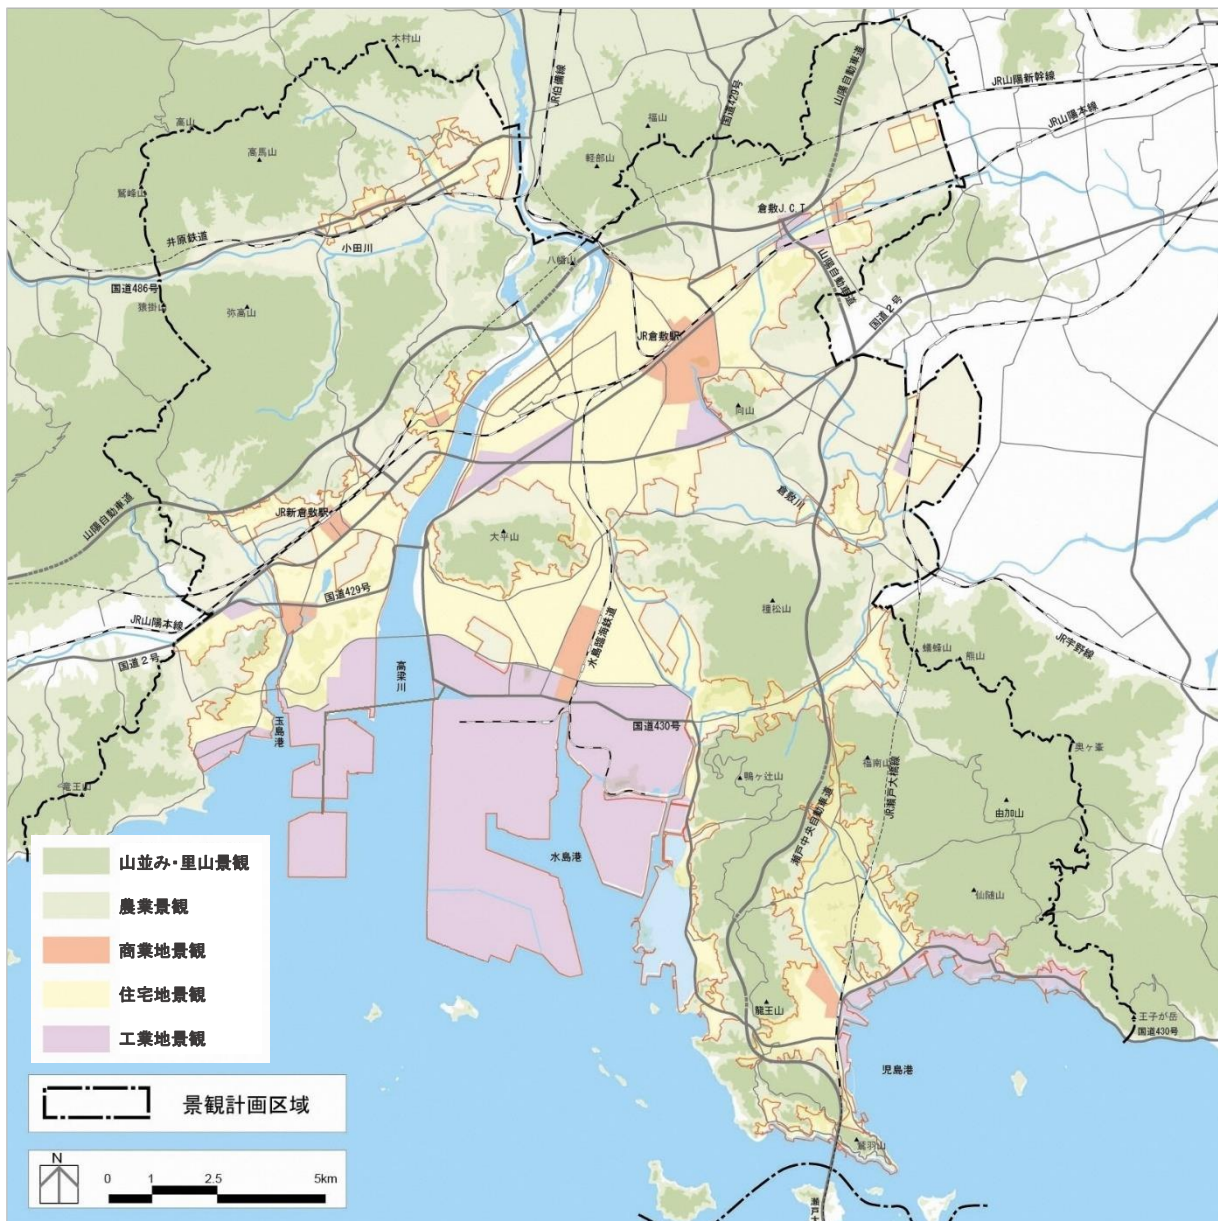 木村山
高山
高馬山
鷲峰山
井原鉄道
小田川
国道486号
猿掛山
弥高山
八幡山
JR伯備線
福山
軽部山
国道429号
山陽自動車道
JR山陽新幹線
JR山陽本線
倉敷J.C.T
山陽自動車道
国道2号
JR倉敷駅
向山
倉敷川
山陽自動車道
JR新倉敷駅
大平山
国道429号
JR山陽本線
国道2号
高梁川
水島臨海鉄道
種松山
蟻峰山
熊山
JR宇野線
玉島港
国道430号
竜王山
鴨ヶ辻山
福南山
奥ヶ峯
由加山
JR瀬戸大橋線
瀬戸中央自動車道
水島港
仙随山
龍王山
王子が岳
国道430号
児島港
鷲羽山
山並み・里山景観
農業景観
商業地景観
住宅地景観
工業地景観
景観計画区域
N
0 1 2.5 5km